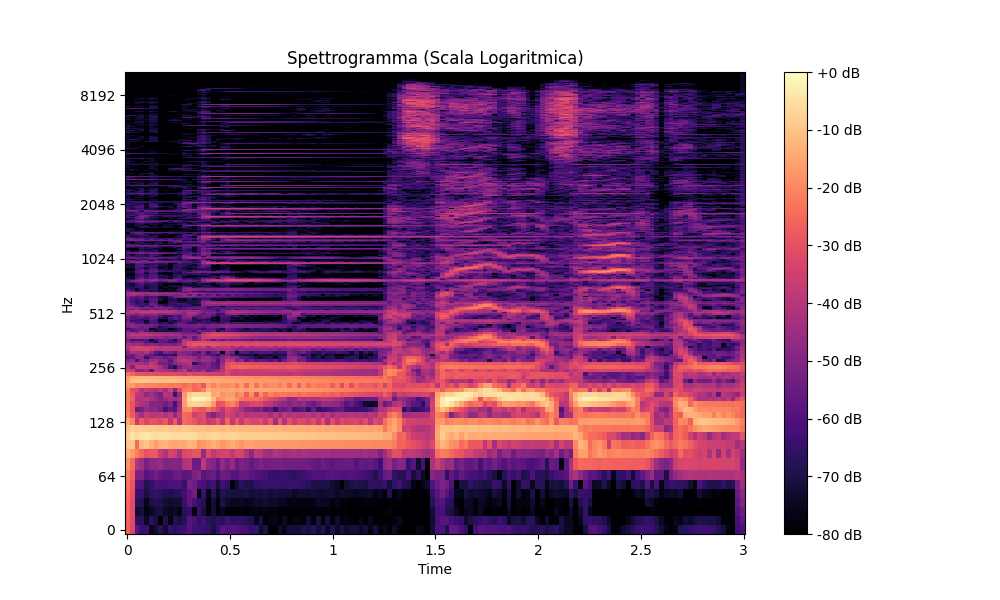 Spettrogramma (Scala Logaritmica)
Hz
8192
4096
2048
1024
512
256
128
64
0
0 0.5 1 1.5 2 2.5 3
Time
+0 dB
-10 dB
-20 dB
-30 dB
-40 dB
-50 dB
-60 dB
-70 dB
-80 dB